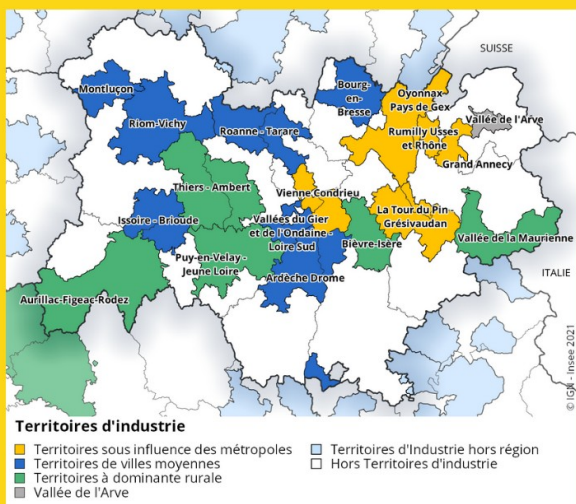 SUISSE
Montluçon
Bourg-
en-
Bresse
Oyonnax
Pays de Gex
Vallée de l'Arve
Riom-Vichy
Roanne - Tarare
Rumilly Usses
et Rhône
Grand Annecy
Thiers - Ambert
Vienne Condrieu
Issoire - Brioude
Vallées du Gier
et de l'Ondaine -
Loire Sud
La Tour du Pin -
Grésivaudan
Bièvre-Isère
Vallée de la Maurienne
Puy-en-Velay -
Jeune Loire
Ardèche Drome
ITALIE
Aurillac-Figeac-Rodez
© IGN - Insee 2021
Territoires d'industrie
Territoires sous influence des métropoles
Territoires de villes moyennes
Territoires à dominante rurale
Vallée de l'Arve
Territoires d'Industrie hors région
Hors Territoires d'industrie